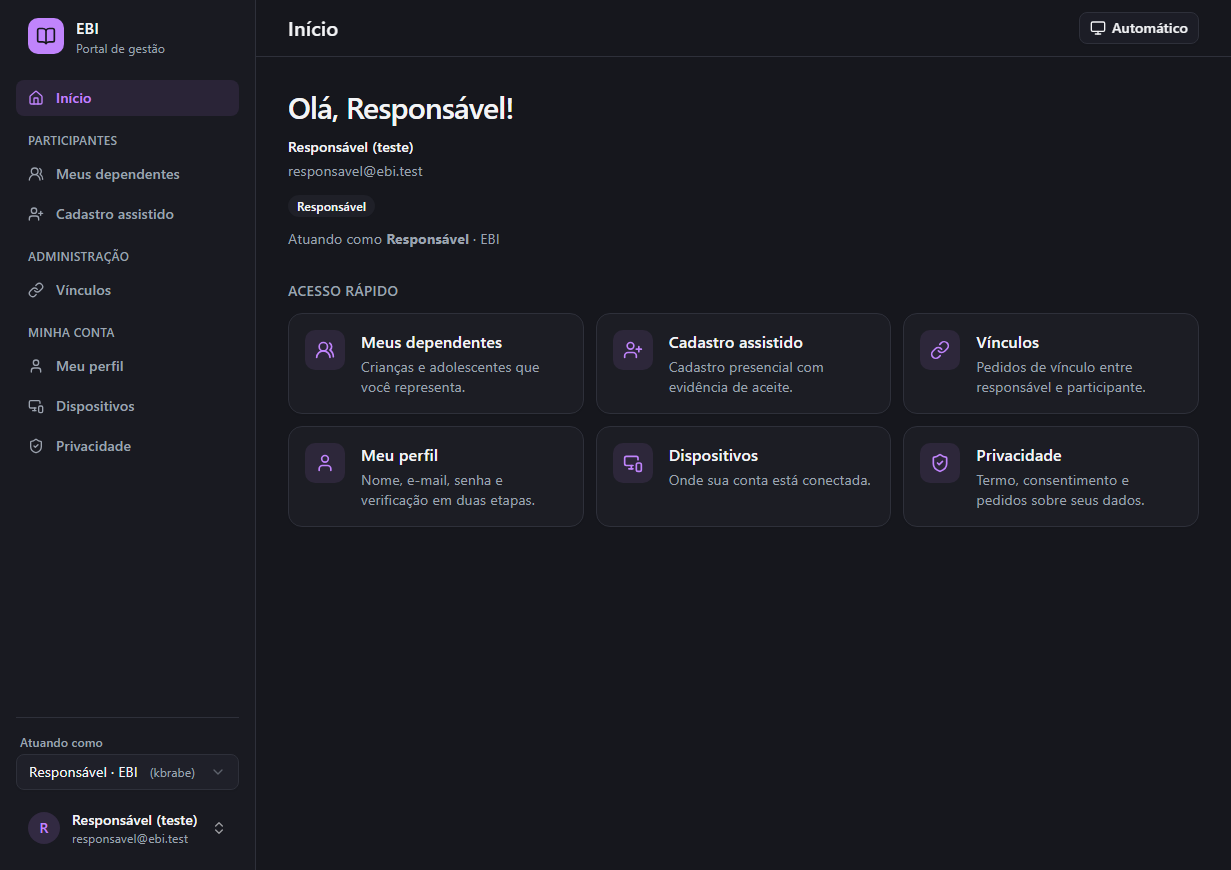 EBI
Portal de gestão
Início
PARTICIPANTES
Meus dependentes
Cadastro assistido
ADMINISTRAÇÃO
Vínculos
MINHA CONTA
Meu perfil
Dispositivos
Privacidade
Atuando como
Responsável · EBI (kbrabe)
R
Responsável (teste)
responsavel@ebi.test
Início
Automático
Olá, Responsável!
Responsável (teste)
responsavel@ebi.test
Responsável
Atuando como Responsável · EBI
ACESSO RÁPIDO
Meus dependentes
Crianças e adolescentes que
você representa.
Cadastro assistido
Cadastro presencial com
evidência de aceite.
Vínculos
Pedidos de vínculo entre
responsável e participante.
Meu perfil
Nome, e-mail, senha e
verificação em duas etapas.
Dispositivos
Onde sua conta está conectada.
Privacidade
Termo, consentimento e
pedidos sobre seus dados.